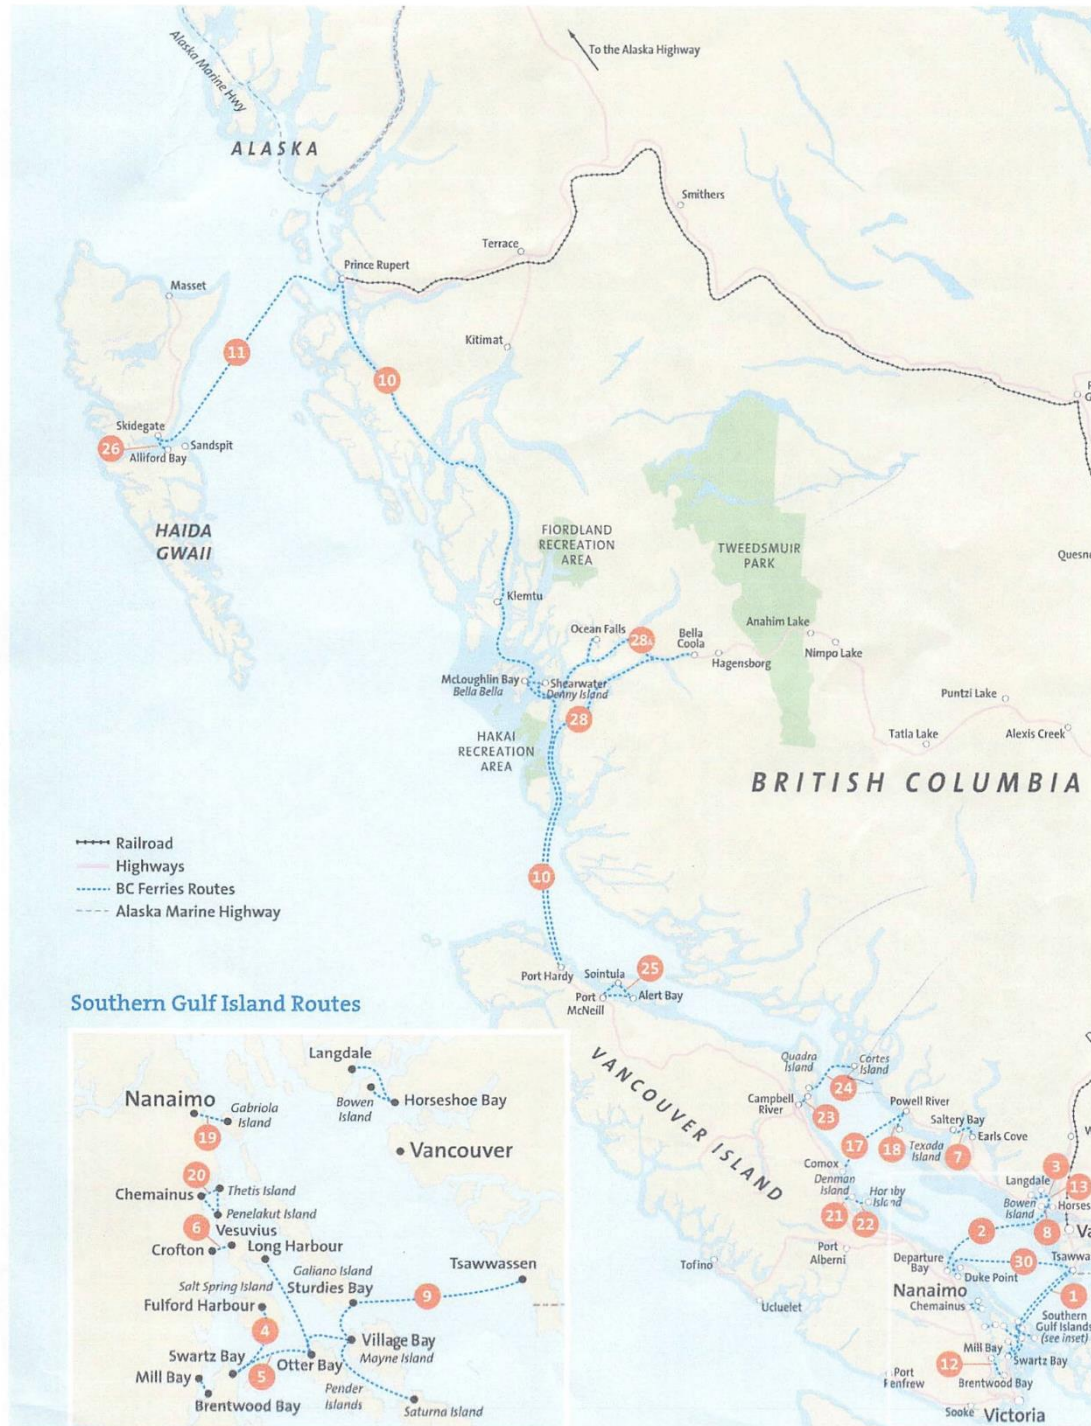 To the Alaska Highway
Alaska Marine Hwy
ALASKA
Smithers
Terrace
Prince Rupert
Masset
Kitimat
11
10
Skidegate
26
Sandspit
Alliford Bay
HAIDA
GWAII
FIORDLAND
RECREATION
AREA
TWEEDSMUIR
PARK
Quesn
Klemtu
Ocean Falls
28A
Bella
Coola
Anahim Lake
Hagensborg
Nimpo Lake
McLoughlin Bay
Bella Bella
Shearwater
Denny Island
28
Puntzi Lake
Tatla Lake
Alexis Creek
HAKAI
RECREATION
AREA
BRITISH COLUMBIA
Railroad
Highways
BC Ferries Routes
Alaska Marine Highway
10
Port Hardy
Sointula
25
Port
McNeill
Alert Bay
VANCOUVER ISLAND
Quadra
Island
Cortes
Island
24
Campbell
River
23
Powell River
Saltery Bay
Earls Cove
17
18
Texada
Island
7
Comox
Denman
Island
Hornby
Island
21
22
Langdale
3
13
Bowen
Island
Horses
8
Va
2
30
Port
Alberni
Departure
Bay
Duke Point
Tsaww
Tofino
Ucluelet
Nanaimo
Chemainus
1
Southern
Gulf Islands
(see inset)
Mill Bay
Swartz Bay
12
Brentwood Bay
Port
Renfrew
Sooke
Victoria
Southern Gulf Island Routes
Langdale
Bowen
Island
Horseshoe Bay
Nanaimo
Gabriola
Island
19
Vancouver
20
Chemainus
Thetis Island
Penelakut Island
6
Vesuvius
Crofton
Long Harbour
Salt Spring Island
Galiano Island
Sturdies Bay
Tsawwassen
9
Fulford Harbour
4
Village Bay
Mayne Island
Swartz Bay
5
Otter Bay
Mill Bay
Brentwood Bay
Pender
Islands
Saturna Island